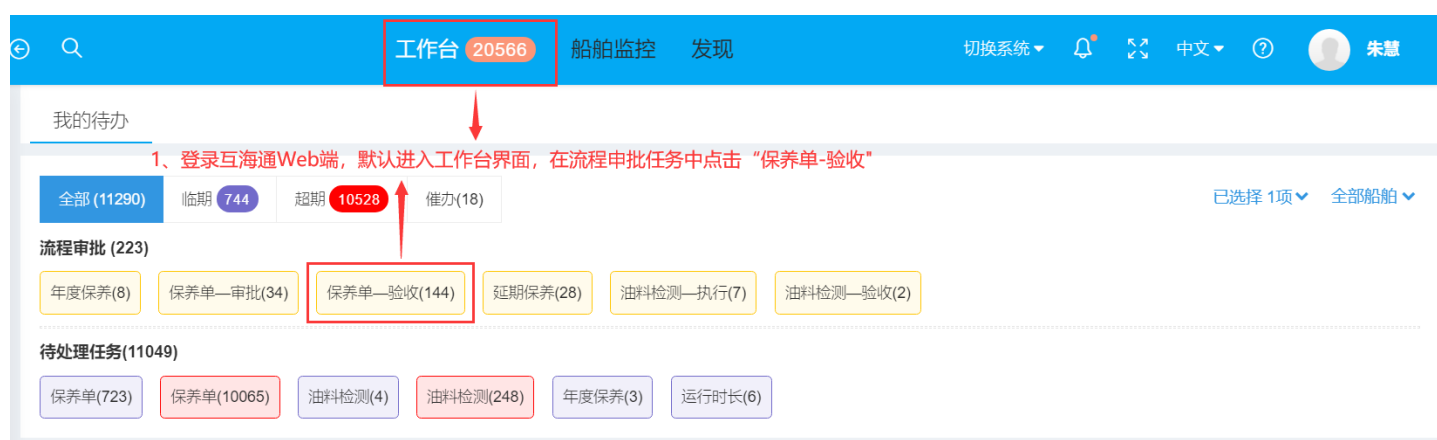 工作台 20566 船舶监控 发现 切换系统 中文 朱慧
我的待办
1、登录互海通Web端，默认进入工作台界面，在流程审批任务中点击“保养单-验收"
全部 (11290) 临期 744 超期 10528 催办(18) 已选择 1项 全部船舶
流程审批 (223)
年度保养(8) 保养单—审批(34) 保养单—验收(144) 延期保养(28) 油料检测—执行(7) 油料检测—验收(2)
待处理任务(11049)
保养单(723) 保养单(10065) 油料检测(4) 油料检测(248) 年度保养(3) 运行时长(6)